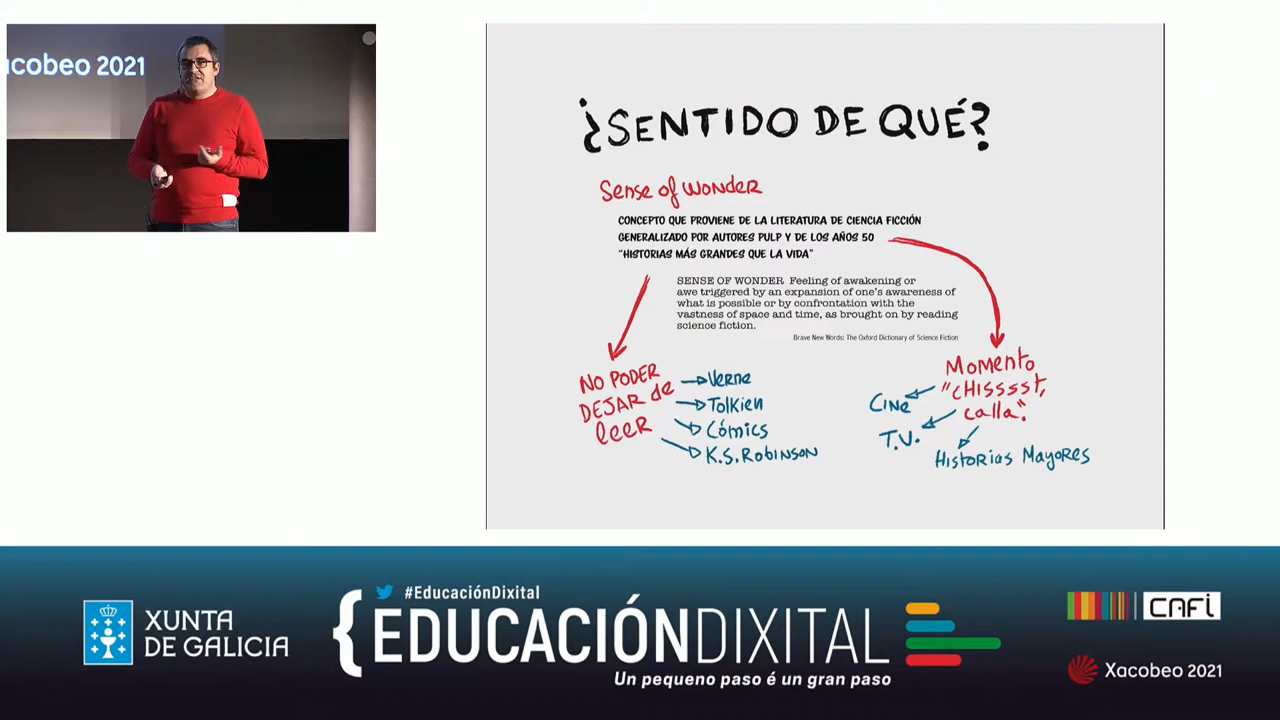 acobeo 2021
¿SENTIDO DE QUÉ?
Sense of WONDER
CONCEPTO QUE PROVIENE DE LA LITERATURA DE CIENCIA FICCIÓN
GENERALIZADO POR AUTORES PULP Y DE LOS AÑOS 50
“HISTORIAS MÁS GRANDES QUE LA VIDA”
SENSE OF WONDER Feeling of awakening or
awe triggered by an expansion of one's awareness of
what is possible or by confrontation with the
vastness of space and time, as brought on by reading
science fiction.
Brave New Words: The Oxford Dictionary of Science Fiction
NO PODER
DEJAR de
leer
Verne
Tolkien
Cómics
K.S.Robinson
Momento
"cHISSSST,
calla".
CINE
T.V.
Historias Mayores
XUNTA
DE GALICIA
#EducaciónDixital
{EDUCACIÓNDIXITAL
Un pequeno paso é un gran paso
CAFi
Xacobeo 2021